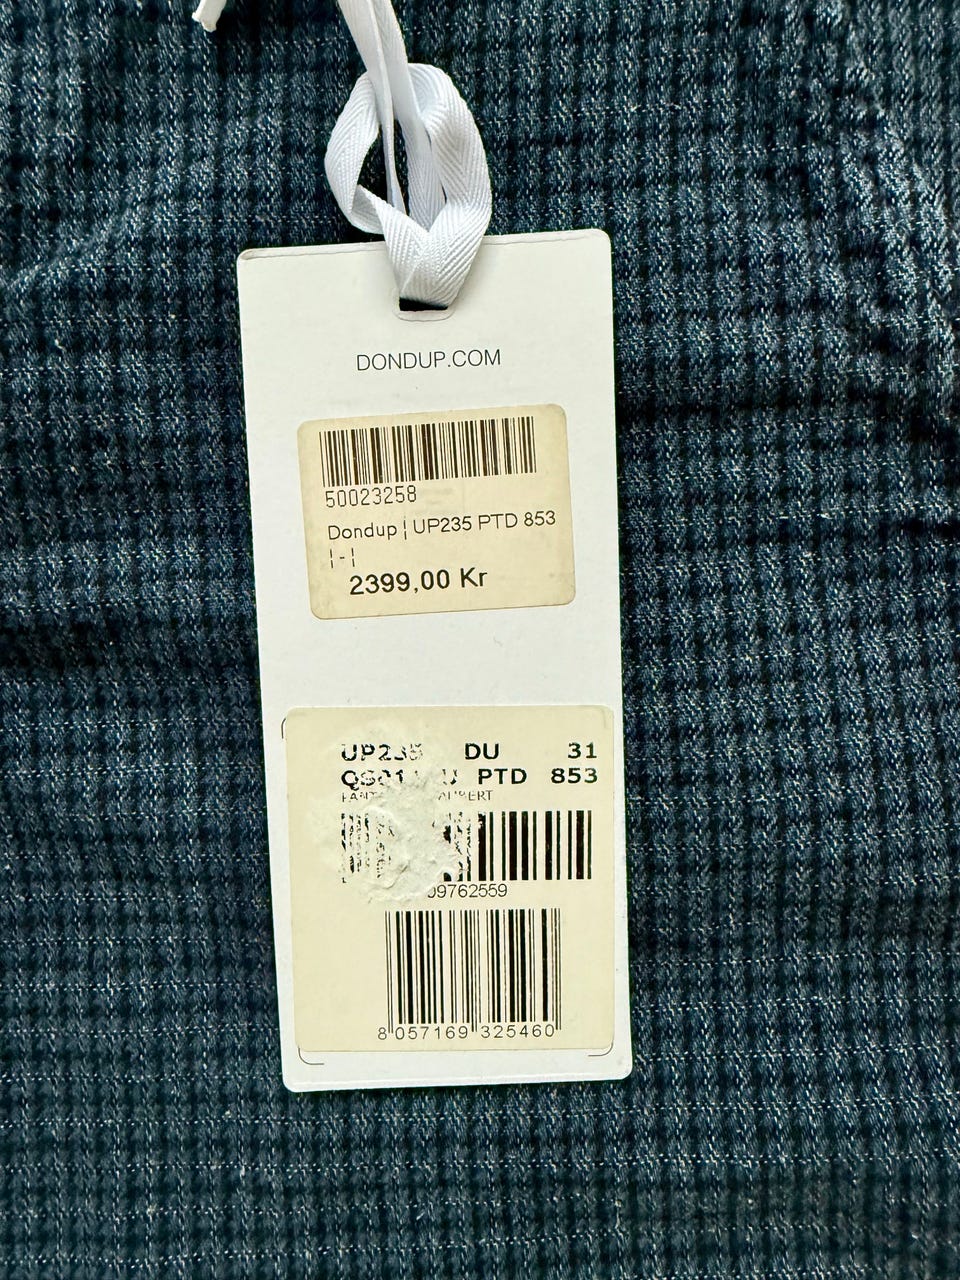 DONDUP.COM
50023258
Dondup ¦ UP235 PTD 853
¦ - ¦
2399,00 Kr
UP235 DU 31
PTD 853
09762559
8 057169 325460